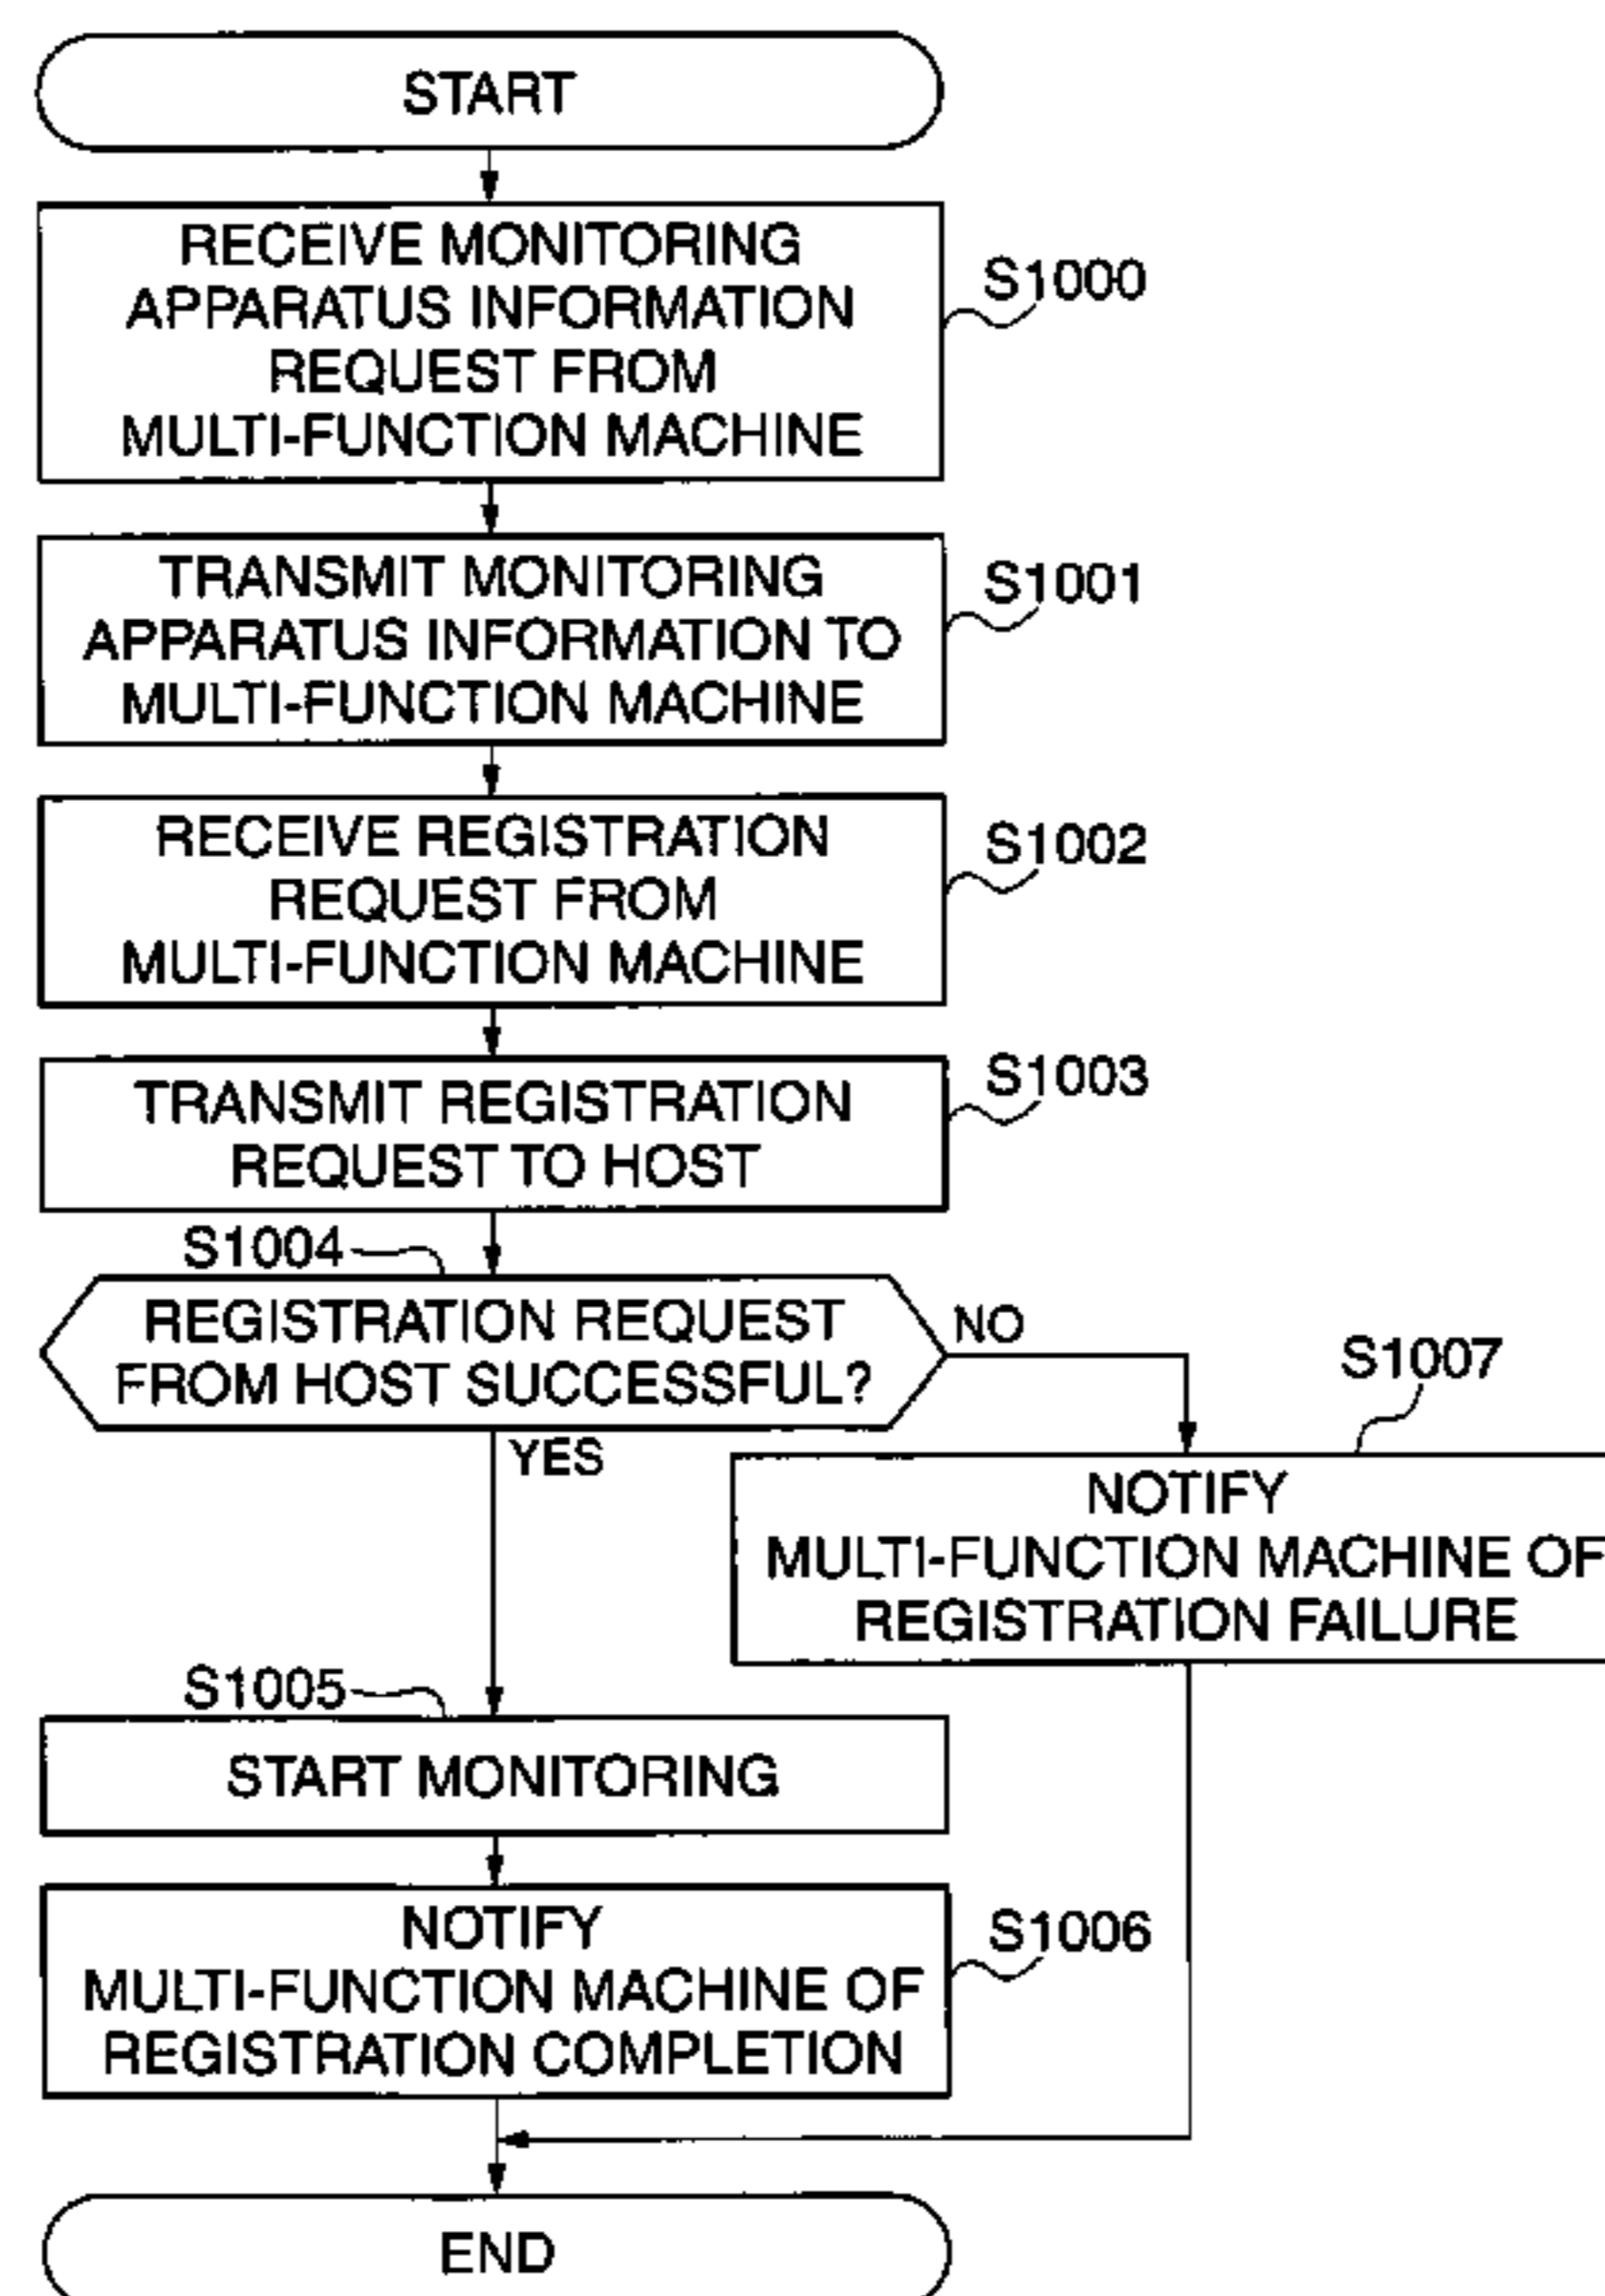 START
RECEIVE MONITORING
APPARATUS INFORMATION
REQUEST FROM
MULTI-FUNCTION MACHINE
S1000
TRANSMIT MONITORING
APPARATUS INFORMATION TO
MULTI-FUNCTION MACHINE
S1001
RECEIVE REGISTRATION
REQUEST FROM
MULTI-FUNCTION MACHINE
S1002
TRANSMIT REGISTRATION
REQUEST TO HOST
S1003
S1004
REGISTRATION REQUEST
FROM HOST SUCCESSFUL?
NO
YES
S1007
NOTIFY
MULTI-FUNCTION MACHINE OF
REGISTRATION FAILURE
S1005
START MONITORING
NOTIFY
MULTI-FUNCTION MACHINE OF
REGISTRATION COMPLETION
S1006
END